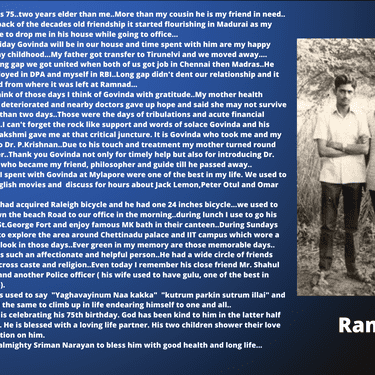 s 75..two years elder than me..More than my cousin he is my friend in need..
back of the decades old friendship it started flourishing in Madurai as my
e to drop me in his house while going to office...
iday Govinda will be in our house and time spent with him are my happy
y childhood...My father got transfer to Tirunelvi and we moved away....
ng gap we got united when both of us got job in Chennai then Madras..He
oyed in DPA and myself in RBI..Long gap didn't dent our relationship and it
d from where it was left at Ramnad...
hink of those days I think of Govinda with gratitude..My mother health
deteriorated and nearby doctors gave up hope and said she may not survive
than two days..Those were the days of tribulations and acute financial
.I can't forget the rock like support and words of solace Govinda and his
akshmi gave me at that critical juncture. It is Govinda who took me and my
o Dr. P.Krishnan..Due to his touch and treatment my mother turned round
er..Thank you Govinda not only for timely help but also for introducing Dr.
who became my friend, philosopher and guide till he passed away..
I spent with Govinda at Mylapore were one of the best in my life. We used to
nglish movies and discuss for hours about Jack Lemon,Peter Otul and Omar
had acquired Raleigh bicycle and he had one 24 inches bicycle...we used to
wn the beach Road to our office in the morning..during lunch I use to go his
St.George Fort and enjoy famous MK bath in their canteen..During Sundays
to explore the area around Chettinadu palace and IIT campus which wore a
look in those days..Ever green in my memory are those memorable days..
s such an affectionate and helpful person..He had a wide circle of friends
cross caste and religion..Even today I remember his close friend Mr. Shahul
and another Police officer ( his wife used to have gulu, one of the best in
).
s used to say "Yaghavayinum Naa kakka" "kutrum parkin sutrum illai" and
the same to climb up in life endearing himself to one and all..
is celebrating his 75th birthday. God has been kind to him in the latter half
. He is blessed with a loving life partner. His two children shower their love
tion on him.
almighty Sriman Narayan to bless him with good health and long life...
Ran